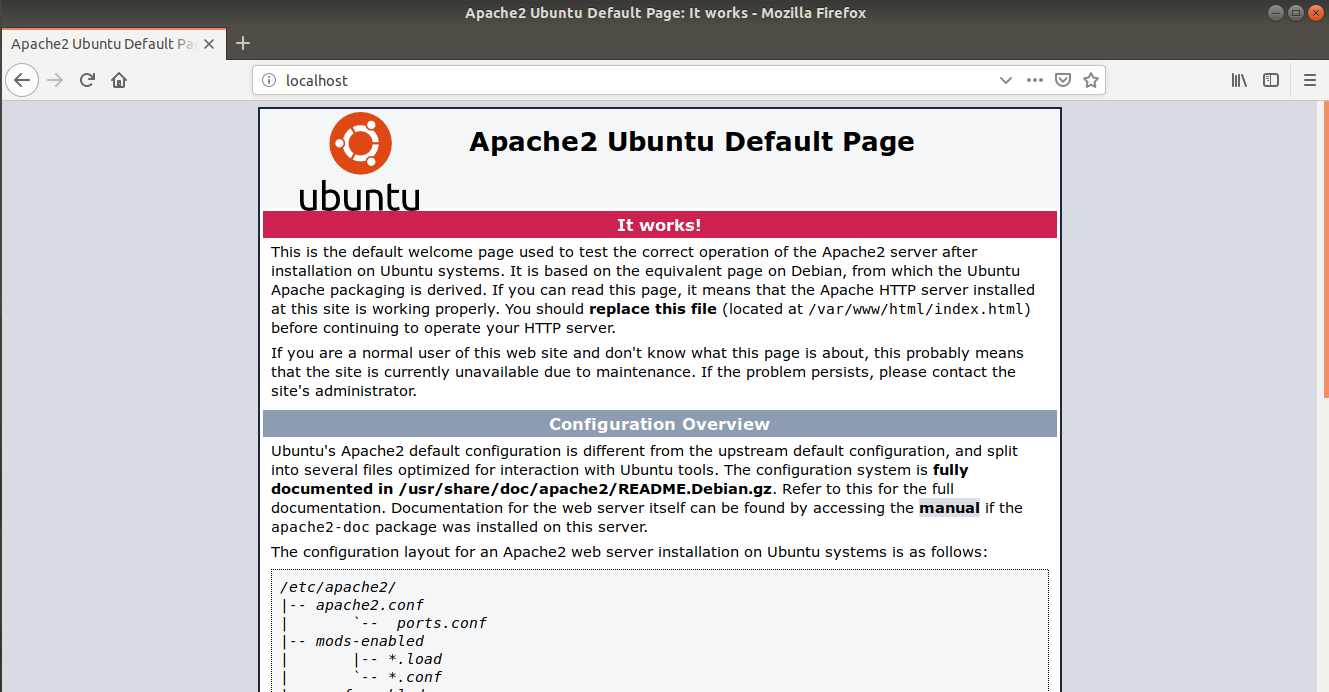 Apache2 Ubuntu Default Page: It works - Mozilla Firefox
Apache2 Ubuntu Default Pa
localhost
ubuntu
Apache2 Ubuntu Default Page
It works!
This is the default welcome page used to test the correct operation of the Apache2 server after
installation on Ubuntu systems. It is based on the equivalent page on Debian, from which the Ubuntu
Apache packaging is derived. If you can read this page, it means that the Apache HTTP server installed
at this site is working properly. You should replace this file (located at /var/www/html/index.html)
before continuing to operate your HTTP server.
If you are a normal user of this web site and don't know what this page is about, this probably means
that the site is currently unavailable due to maintenance. If the problem persists, please contact the
site's administrator.
Configuration Overview
Ubuntu's Apache2 default configuration is different from the upstream default configuration, and split
into several files optimized for interaction with Ubuntu tools. The configuration system is fully
documented in /usr/share/doc/apache2/README.Debian.gz. Refer to this for the full
documentation. Documentation for the web server itself can be found by accessing the manual if the
apache2-doc package was installed on this server.
The configuration layout for an Apache2 web server installation on Ubuntu systems is as follows:
/etc/apache2/
|-- apache2.conf
|       `--  ports.conf
|-- mods-enabled
|       |-- *.load
|       `-- *.conf